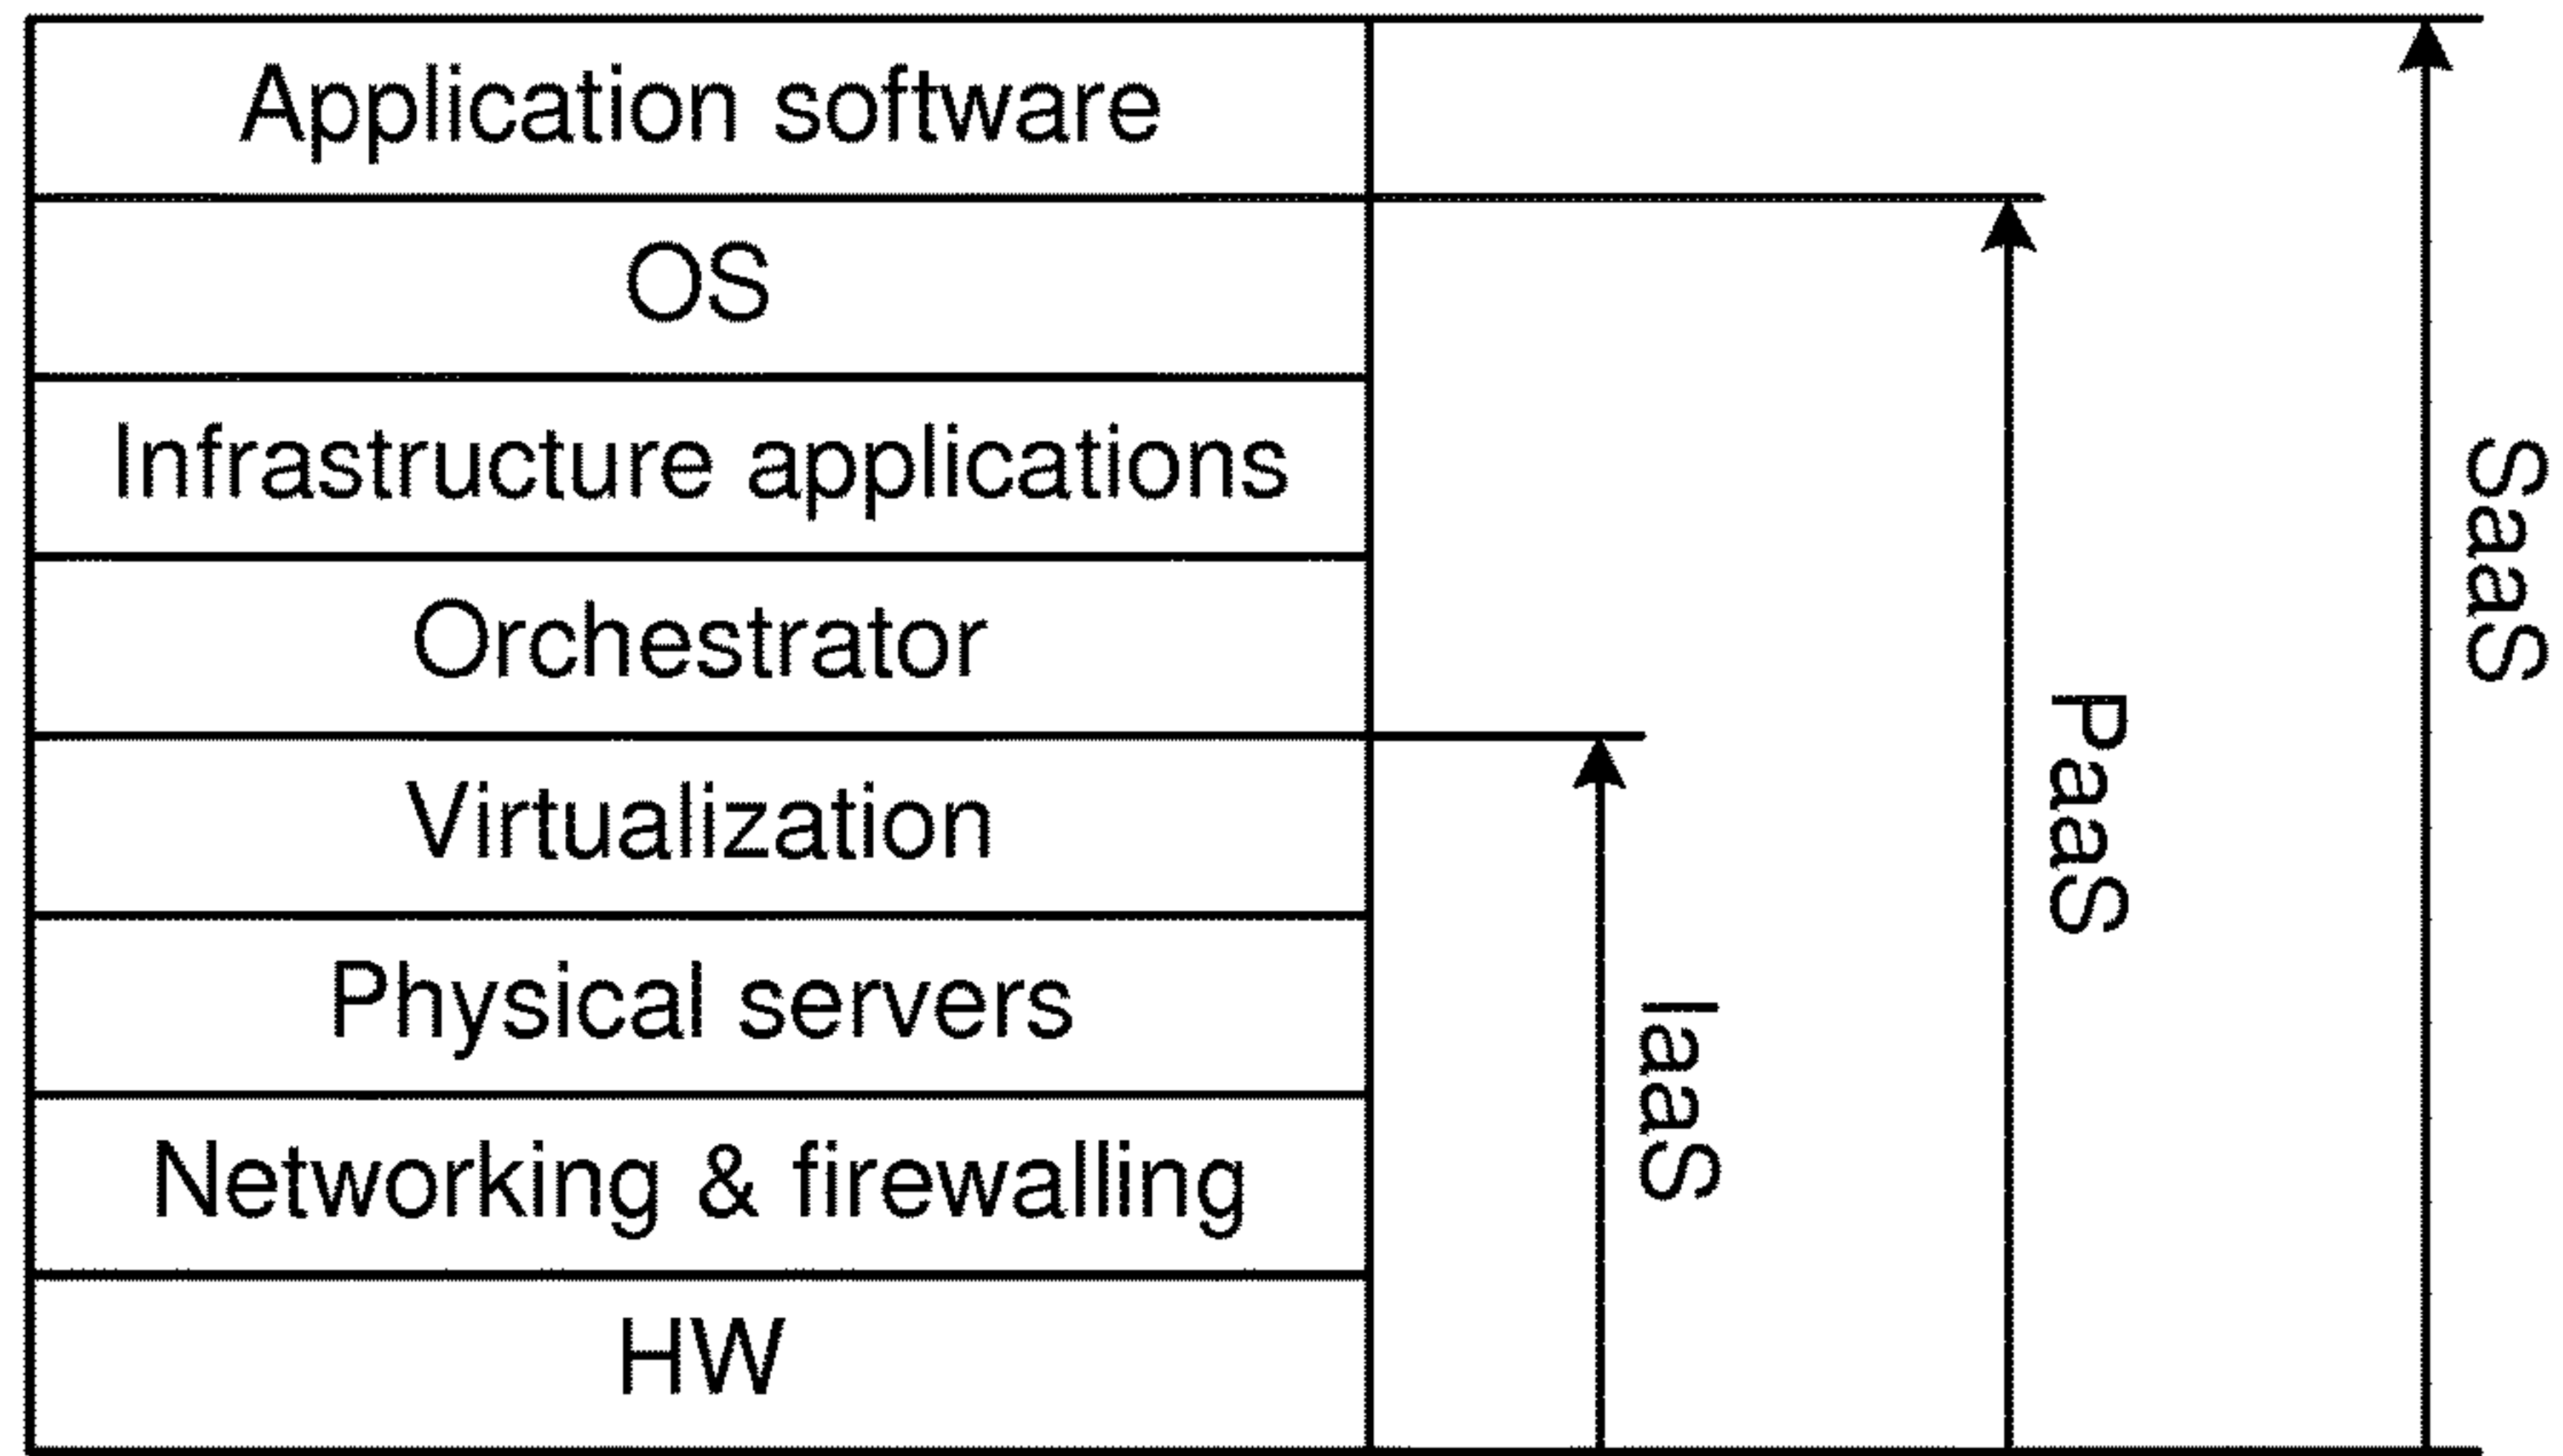 Application software
OS
Infrastructure applications
Orchestrator
Virtualization
Physical servers
Networking & firewalling
HW
IaaS
PaaS
SaaS